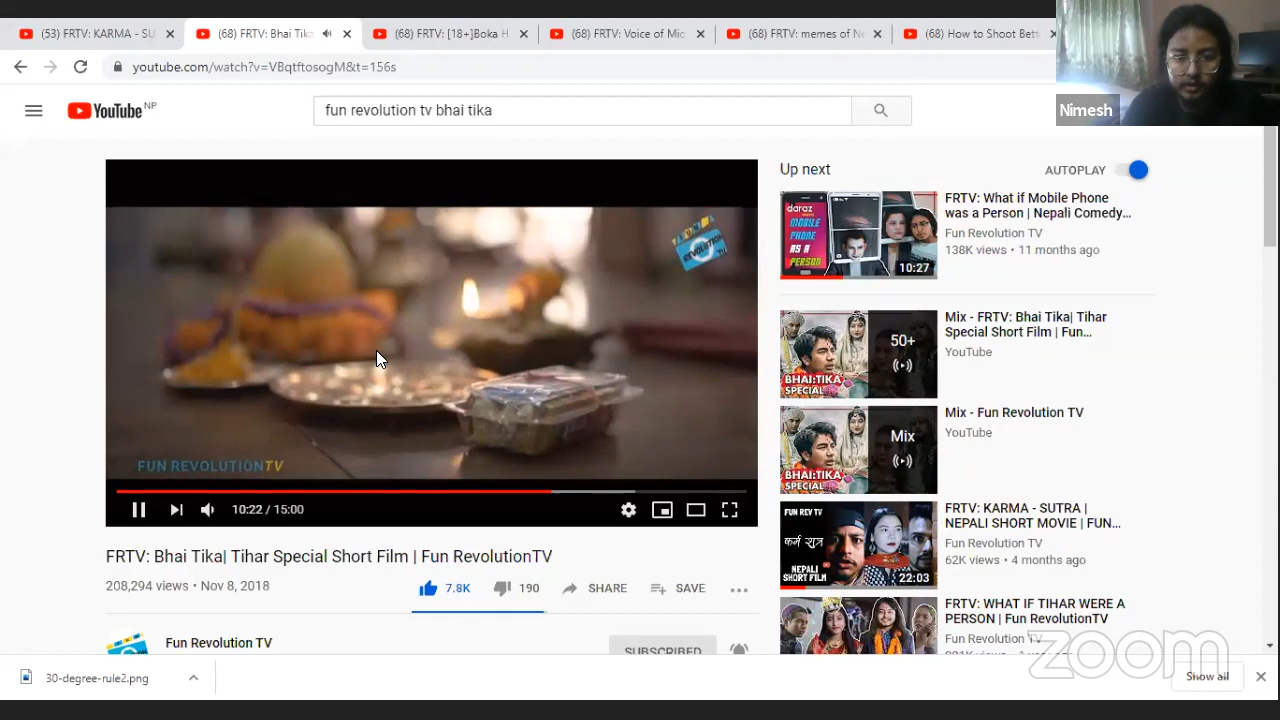 (53) FRTV: KARMA - SU
(68) FRTV: Bhai Tika
(68) FRTV: [18+]Boka H
(68) FRTV: Voice of Mic
(68) FRTV: memes of Ne
(68) How to Shoot Bett
youtube.com/watch?v=VBqtftosogM&t=156s
Nimesh
YouTube NP
fun revolution tv bhai tika
Up next
AUTOPLAY
REVOLUTION
FUN REVOLUTIONTV
10:22 / 15:00
FRTV: Bhai Tika| Tihar Special Short Film | Fun RevolutionTV
208,294 views • Nov 8, 2018
7.8K
190
SHARE
SAVE
Fun Revolution TV
SUBSCRIBED
daraz
MOBILE
PHONE
AS A
PERSON
10:27
FRTV: What if Mobile Phone
was a Person | Nepali Comedy...
Fun Revolution TV
138K views • 11 months ago
BHAI:TIKA
SPECIAL
50+
Mix - FRTV: Bhai Tika| Tihar
Special Short Film | Fun...
YouTube
BHAI:TIKA
SPECIAL
Mix
Mix - Fun Revolution TV
YouTube
FUN REV TV
कर्म सुत्र
NEPALI
SHORT FILM
22:03
FRTV: KARMA - SUTRA |
NEPALI SHORT MOVIE | FUN...
Fun Revolution TV
62K views • 4 months ago
FRTV: WHAT IF TIHAR WERE A
PERSON | Fun RevolutionTV
Fun Revolution TV
zoom
30-degree-rule2.png
Show all